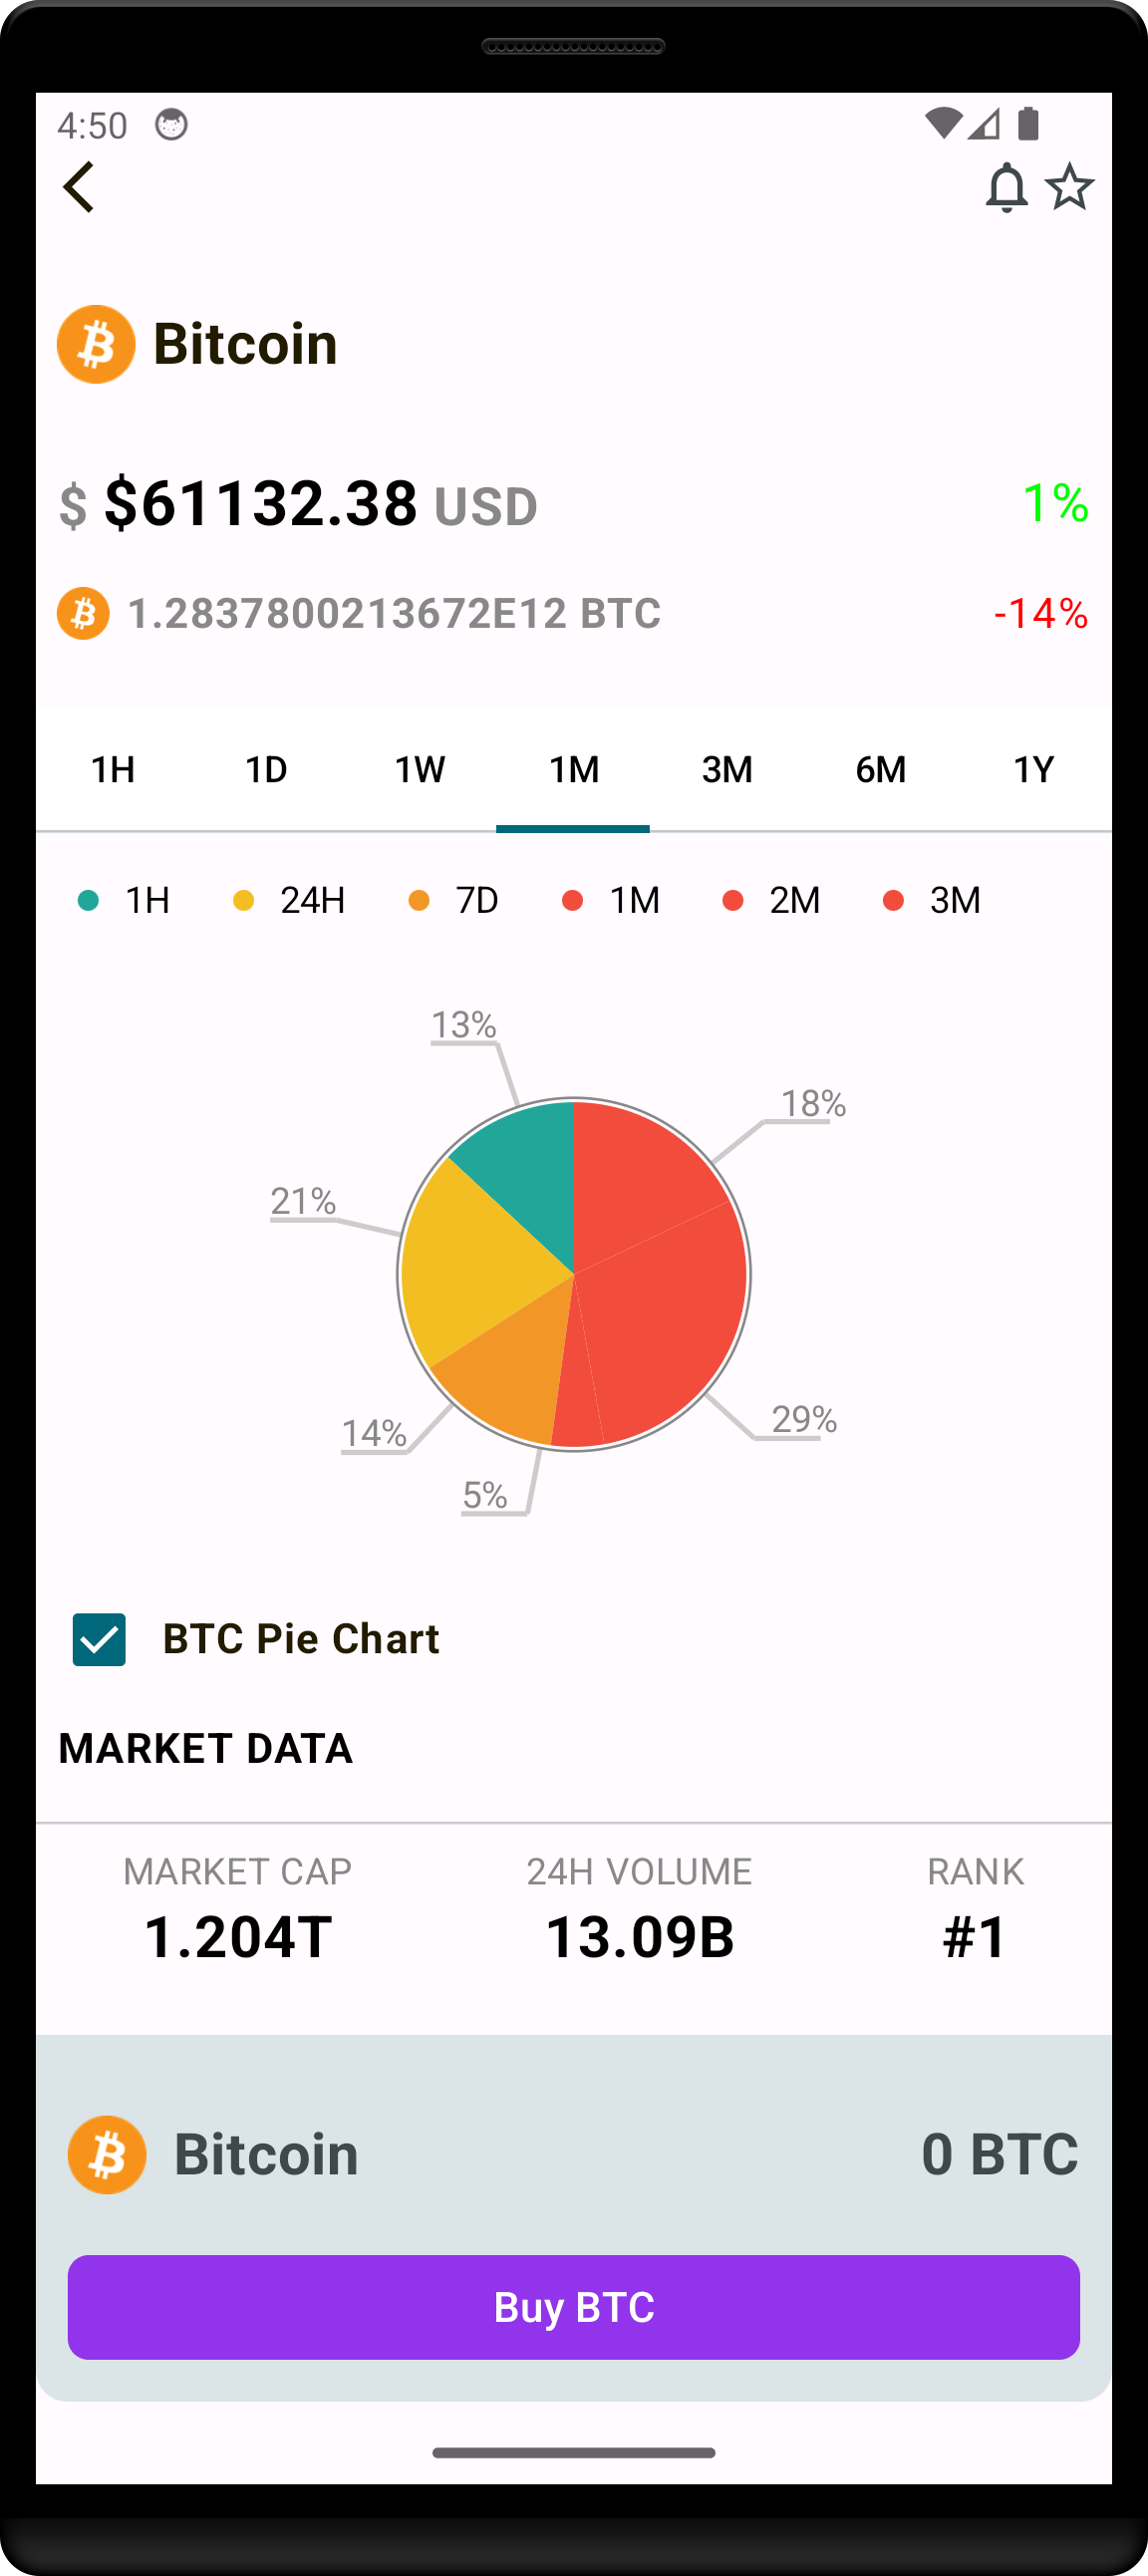 4:50
Bitcoin
$ $61132.38 USD 1%
1.2837800213672E12 BTC -14%
1H 1D 1W 1M 3M 6M 1Y
1H 24H 7D 1M 2M 3M
13%
18%
21%
29%
14%
5%
BTC Pie Chart
MARKET DATA
MARKET CAP 24H VOLUME RANK
1.204T 13.09B #1
Bitcoin 0 BTC
Buy BTC